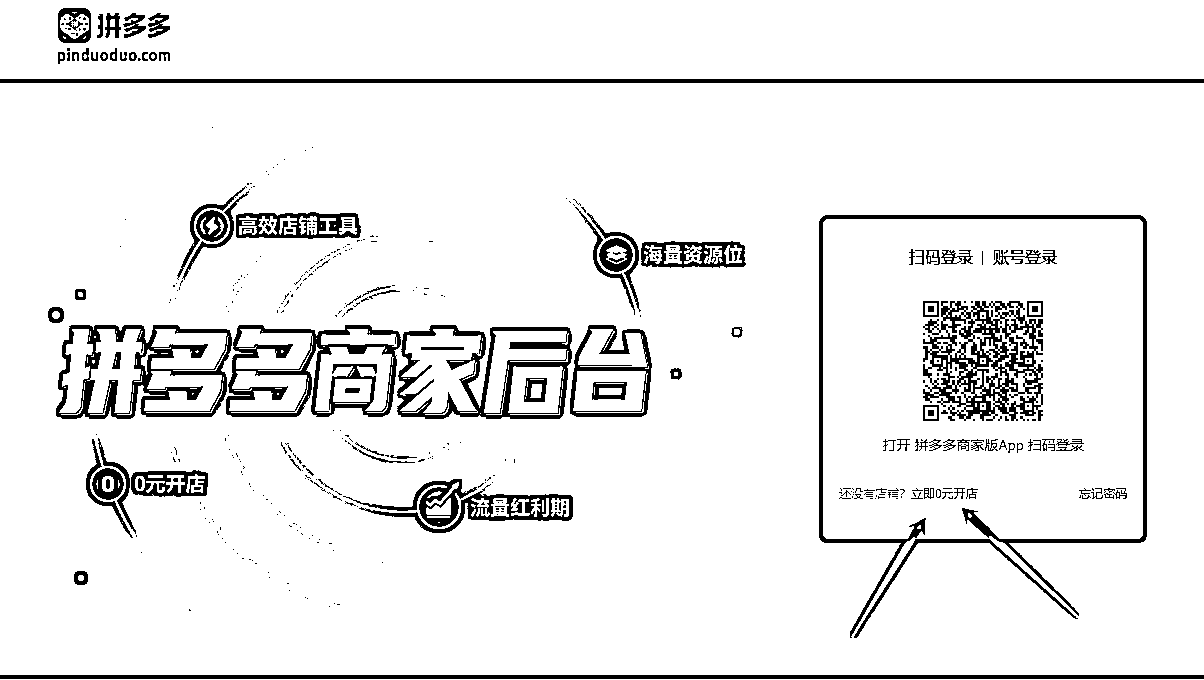 拼多多
pinduoduo.com
高效店铺工具
海量资源位
拼多多商家后台
0元开店
流量红利期
扫码登录 | 账号登录
打开 拼多多商家版App 扫码登录
还没有店铺？立即0元开店
忘记密码